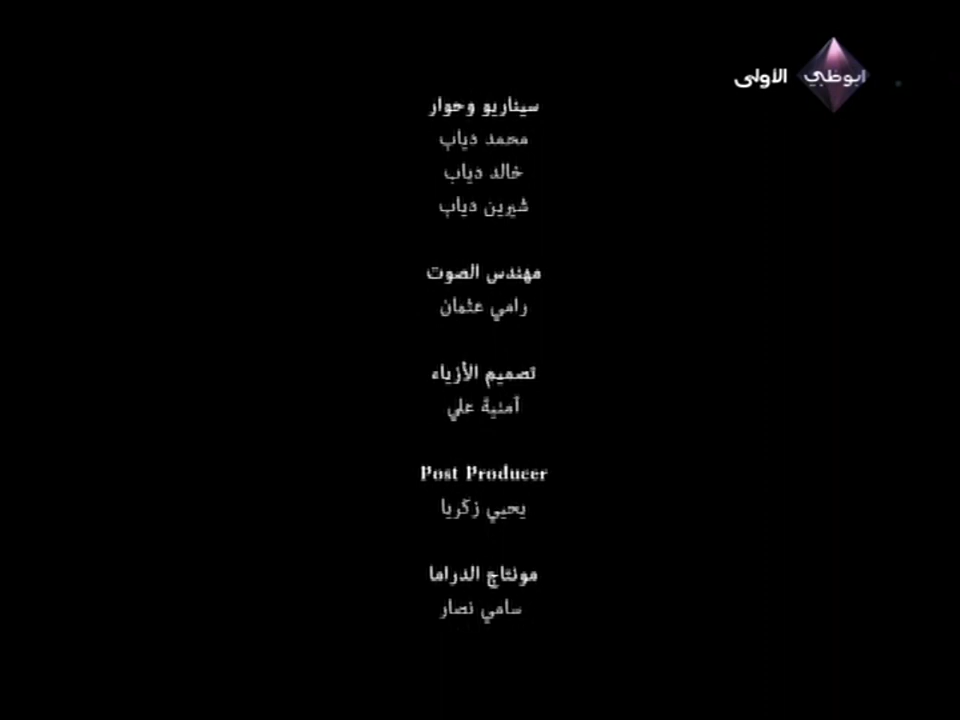 ابوظبي الأولى
سيناريو وحوار
محمد دياب
خالد دياب
شيرين دياب
مهندس الصوت
رامي عثمان
تصميم الأزياء
أمنية علي
Post Producer
يحيي زكريا
مونتاج الدراما
سامي نصار